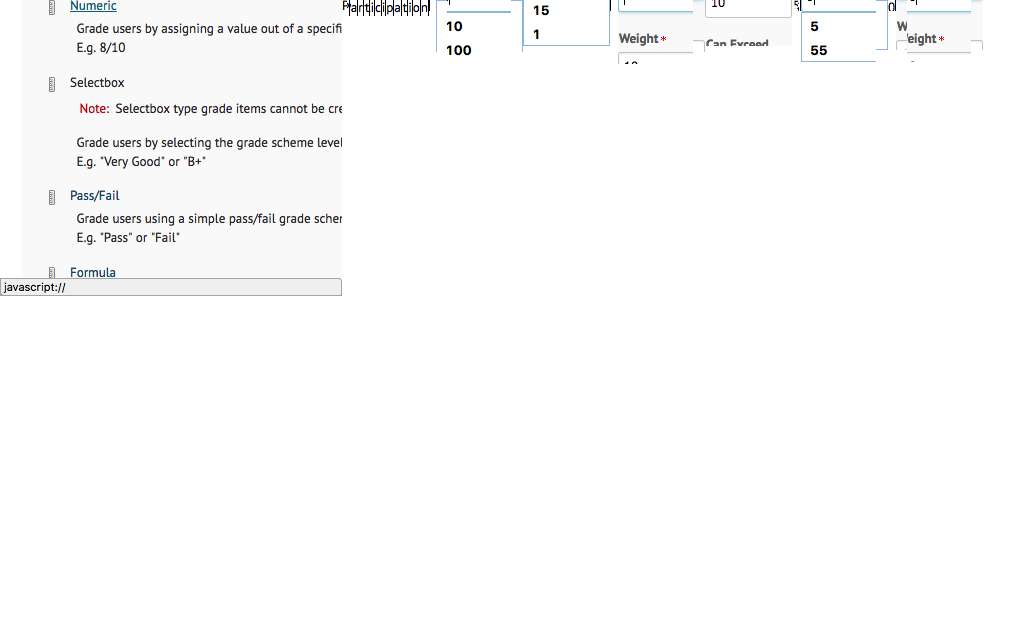 Numeric
Grade users by assigning a value out of a specifi
E.g. 8/10
Selectbox
Note: Selectbox type grade items cannot be cre
Grade users by selecting the grade scheme level
E.g. "Very Good" or "B+"
Pass/Fail
Grade users using a simple pass/fail grade scher
E.g. "Pass" or "Fail"
Formula
javascript://
Participation
10
100
15
1
Weight *
10
Can Exceed
5
55
W
eight *